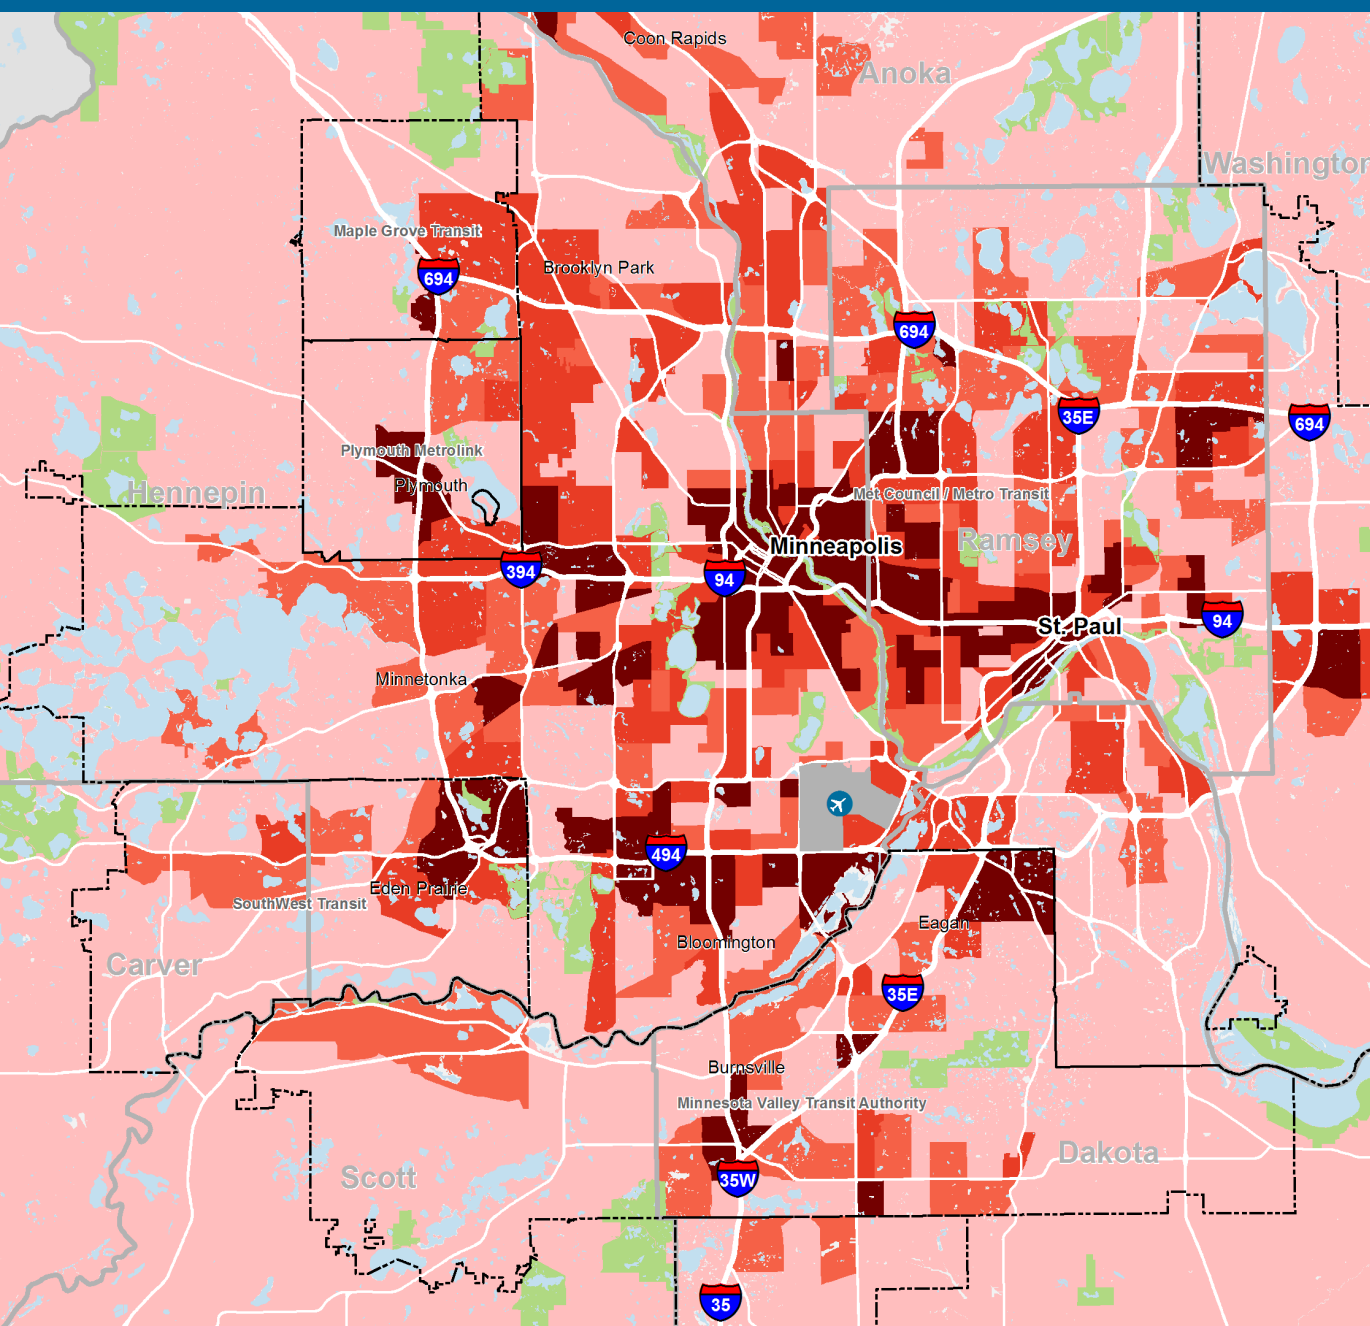 Coon Rapids
Anoka
Washington
Maple Grove Transit
694
Brooklyn Park
694
35E
694
Plymouth Metrolink
Plymouth
Hennepin
Met Council / Metro Transit
Minneapolis
Ramsey
394
94
94
St. Paul
Minnetonka
494
Eden Prairie
SouthWest Transit
Eagan
Bloomington
Carver
35E
Burnsville
Minnesota Valley Transit Authority
Dakota
Scott
35W
35